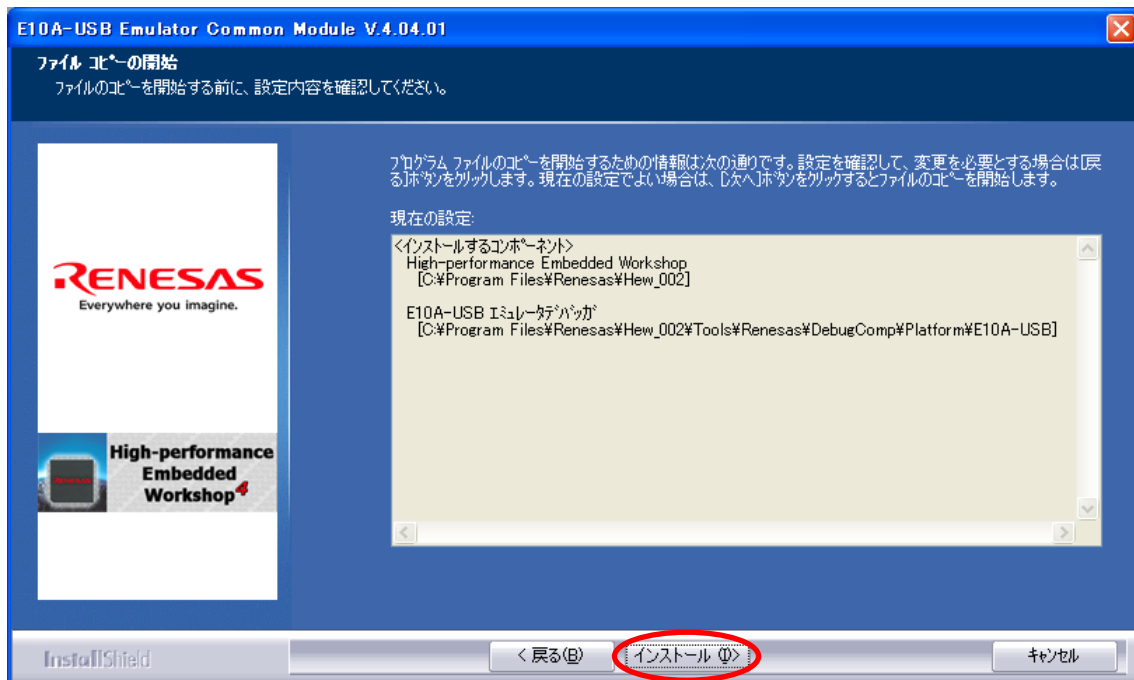 E10A-USB Emulator Common Module V.4.04.01
ファイル コピーの開始
ファイルのコピーを開始する前に、設定内容を確認してください。
プログラム ファイルのコピーを開始するための情報は次の通りです。設定を確認して、変更を必要とする場合は[戻
る]ボタンをクリックします。現在の設定でよい場合は、[次へ]ボタンをクリックするとファイルのコピーを開始します。
現在の設定:
<インストールするコンポーネント>
High-performance Embedded Workshop
[C:¥Program Files¥Renesas¥Hew_002]
E10A-USB エミュレータデバッガ
[C:¥Program Files¥Renesas¥Hew_002¥Tools¥Renesas¥DebugComp¥Platform¥E10A-USB]
RENESAS
Everywhere you imagine.
High-performance
Embedded
Workshop4
InstallShield
< 戻る(B)
インストール (I)>
キャンセル